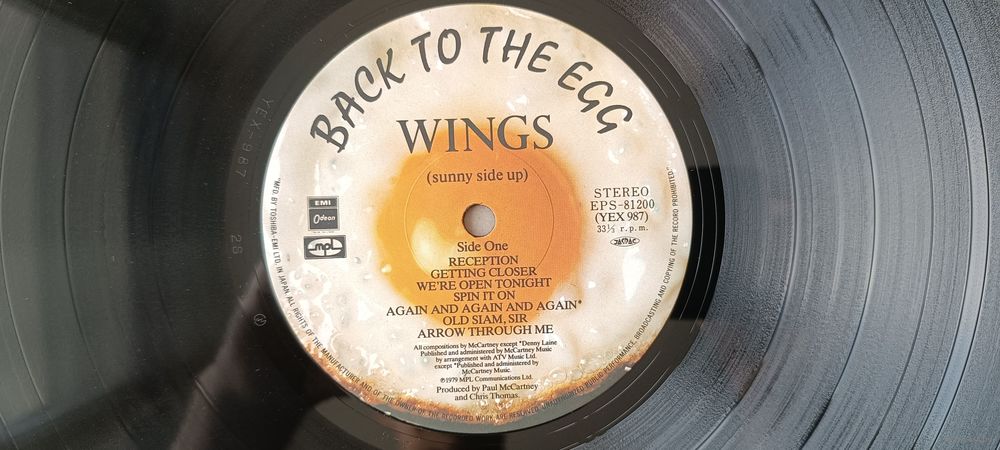 BACK TO THE EGG
WINGS
(sunny side up)
STEREO
EPS-81200
(YEX 987)
33⅓ r.p.m.
JASRAC
EMI
Odeon
mpl
Side One
RECEPTION
GETTING CLOSER
WE'RE OPEN TONIGHT
SPIN IT ON
AGAIN AND AGAIN AND AGAIN*
OLD SIAM, SIR
ARROW THROUGH ME
All compositions by McCartney except *Denny Laine
Published and administered by McCartney Music
by arrangement with ATV Music Ltd.
except *Published and administered by
McCartney Music.
℗1979 MPL Communications Ltd.
Produced by Paul McCartney
and Chris Thomas.
"MFD. BY TOSHIBA-EMI LTD. IN JAPAN ALL RIGHTS OF THE MANUFACTURER AND OF THE OWNER OF THE RECORDED WORK ARE RESERVED. UNAUTHORIZED PUBLIC PERFORMANCE, BROADCASTING AND COPYING OF THE RECORD PROHIBITED."
YEX-987